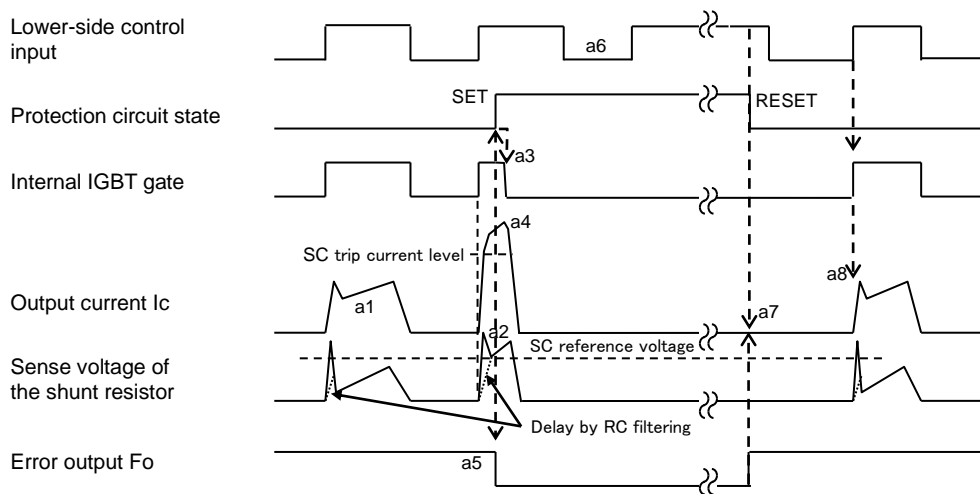 Lower-side control
input
a6
SET
RESET
Protection circuit state
a3
Internal IGBT gate
a4
SC trip current level
a8
Output current Ic
a1
a7
a2
SC reference voltage
Sense voltage of
the shunt resistor
Delay by RC filtering
Error output Fo
a5